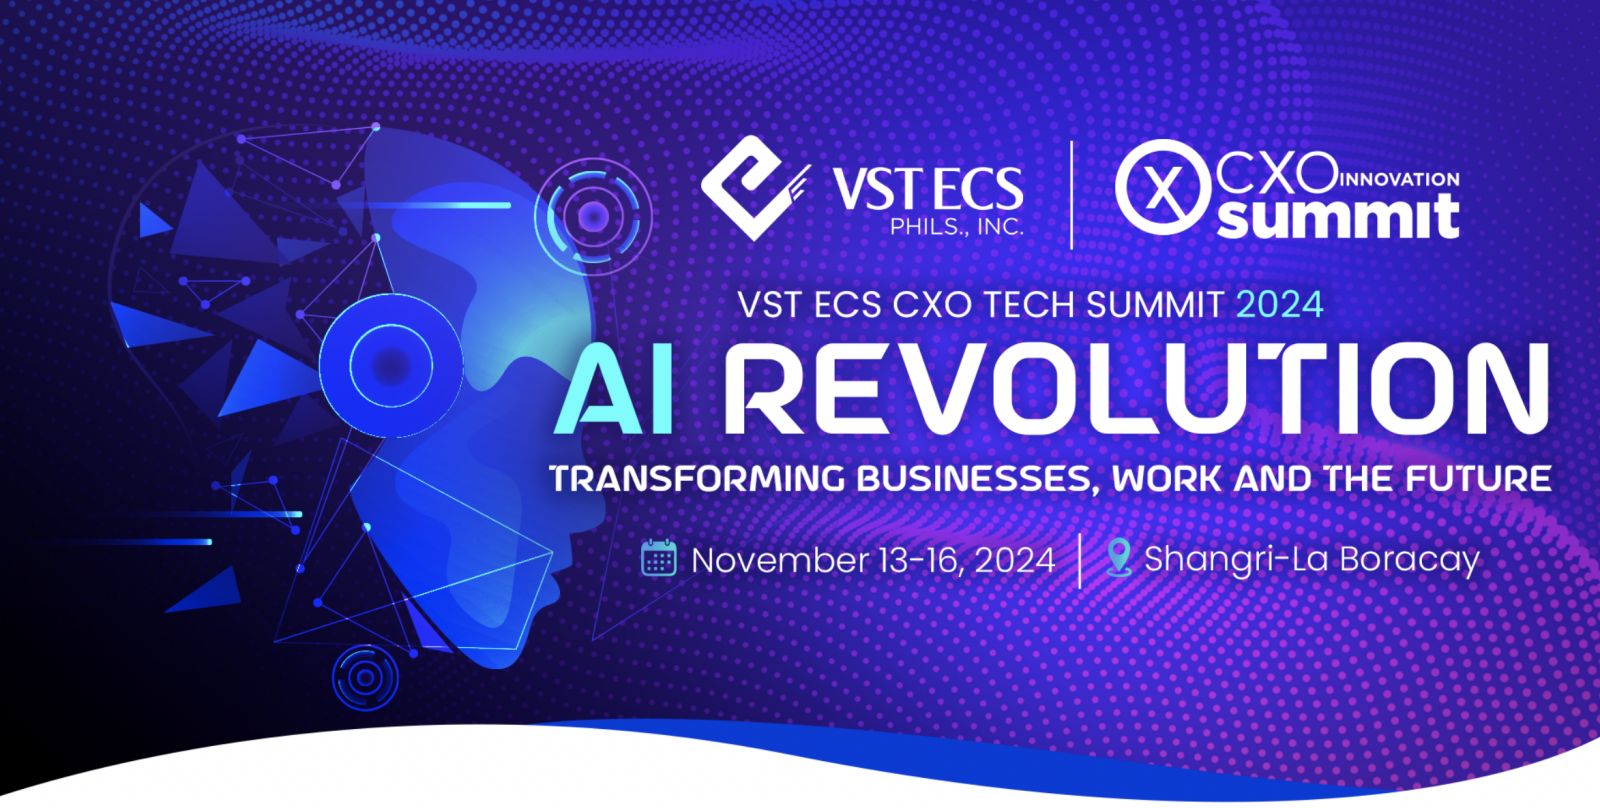 VST ECS
PHILS., INC.
X
CXO INNOVATION
summit
VST ECS CXO TECH SUMMIT 2024
AI REVOLUTION
TRANSFORMING BUSINESSES, WORK AND THE FUTURE
November 13-16, 2024
Shangri-La Boracay